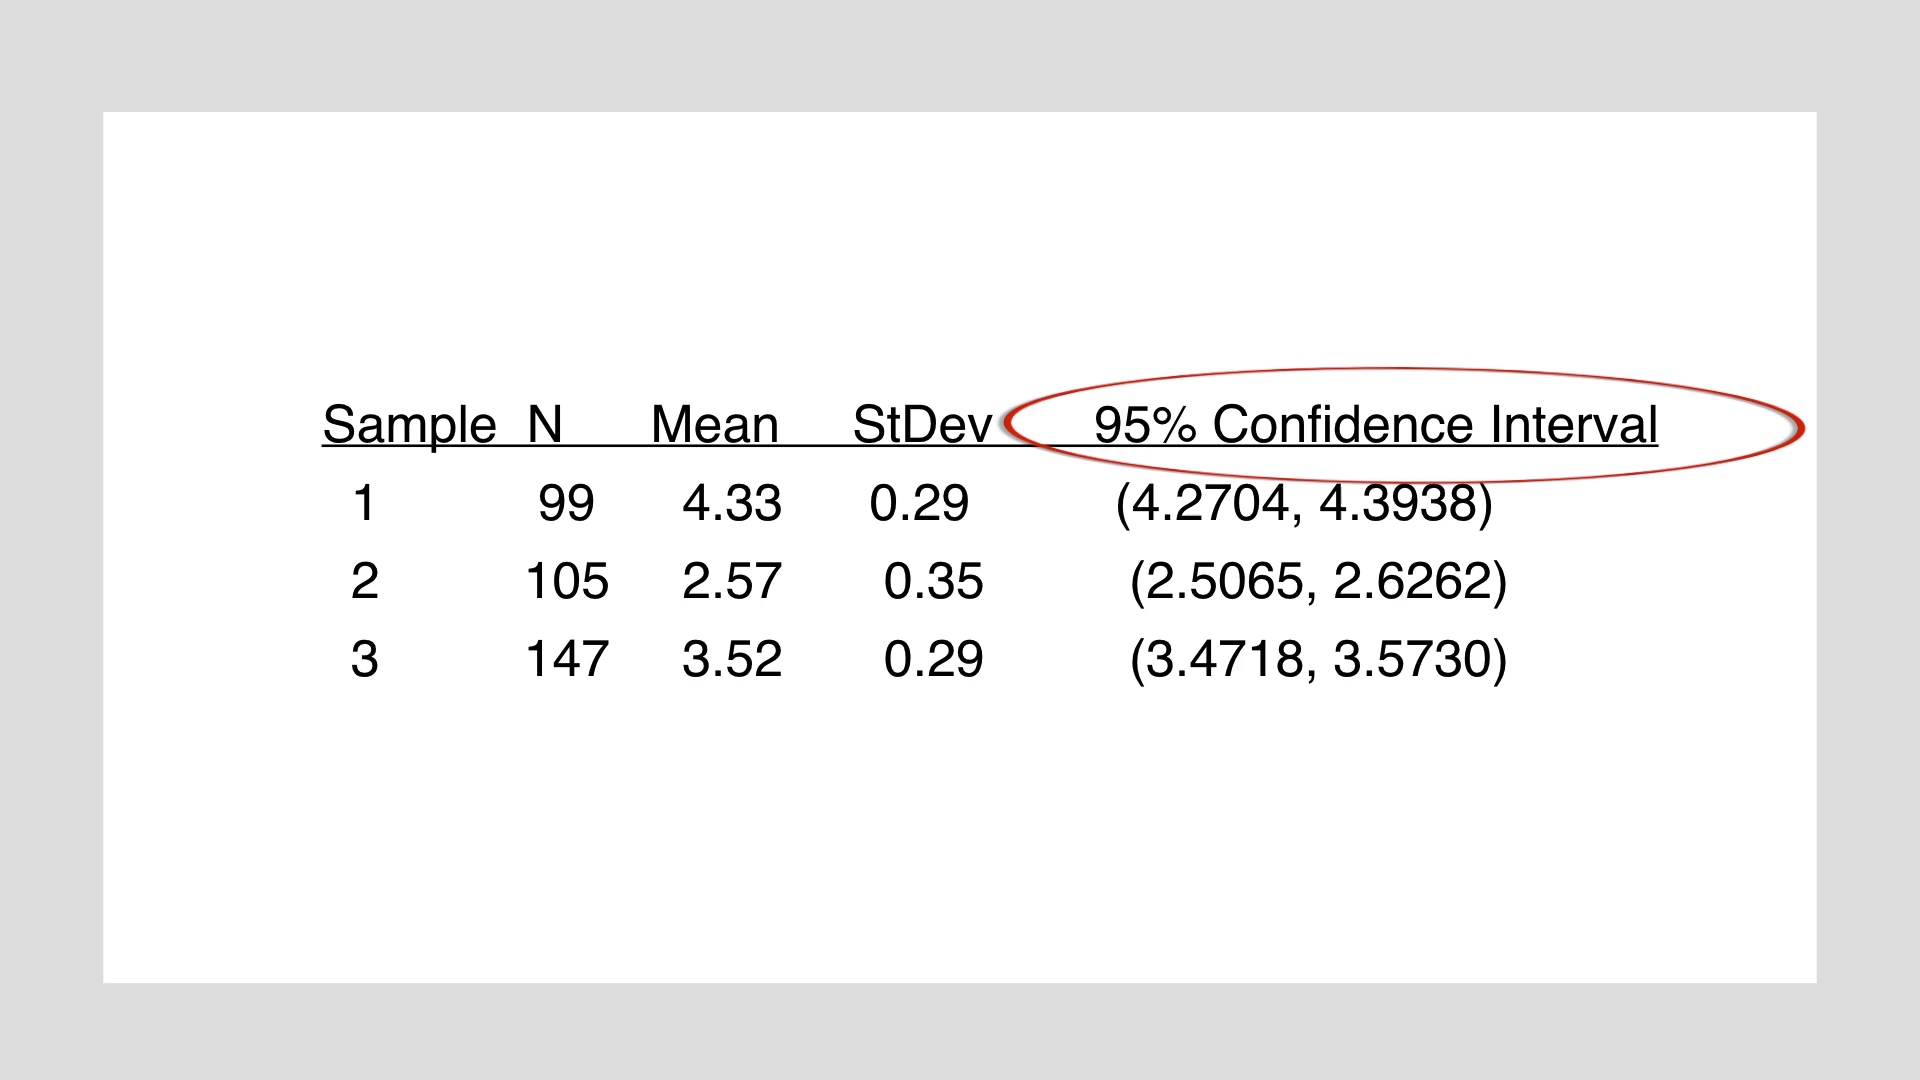 Sample N Mean StDev 95% Confidence Interval
1 99 4.33 0.29 (4.2704, 4.3938)
2 105 2.57 0.35 (2.5065, 2.6262)
3 147 3.52 0.29 (3.4718, 3.5730)